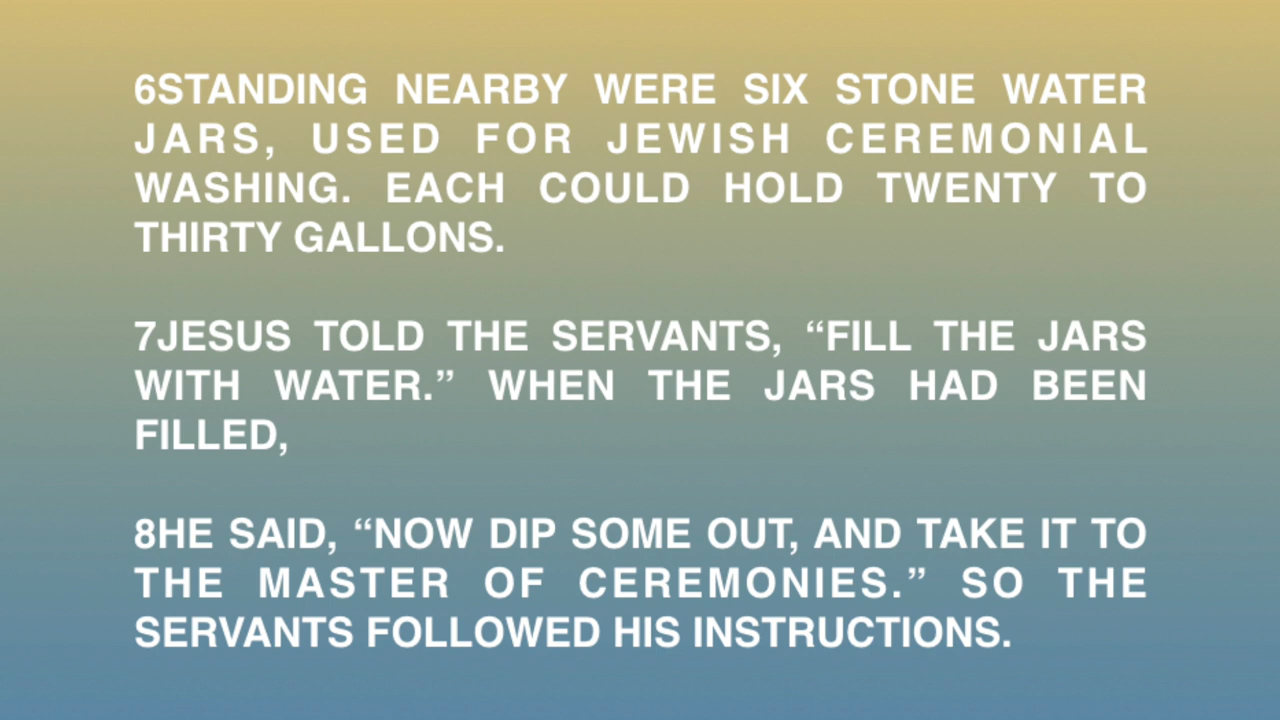 6STANDING NEARBY WERE SIX STONE WATER
JARS, USED FOR JEWISH CEREMONIAL
WASHING. EACH COULD HOLD TWENTY TO
THIRTY GALLONS.
7JESUS TOLD THE SERVANTS, “FILL THE JARS
WITH WATER.” WHEN THE JARS HAD BEEN
FILLED,
8HE SAID, “NOW DIP SOME OUT, AND TAKE IT TO
THE MASTER OF CEREMONIES.” SO THE
SERVANTS FOLLOWED HIS INSTRUCTIONS.